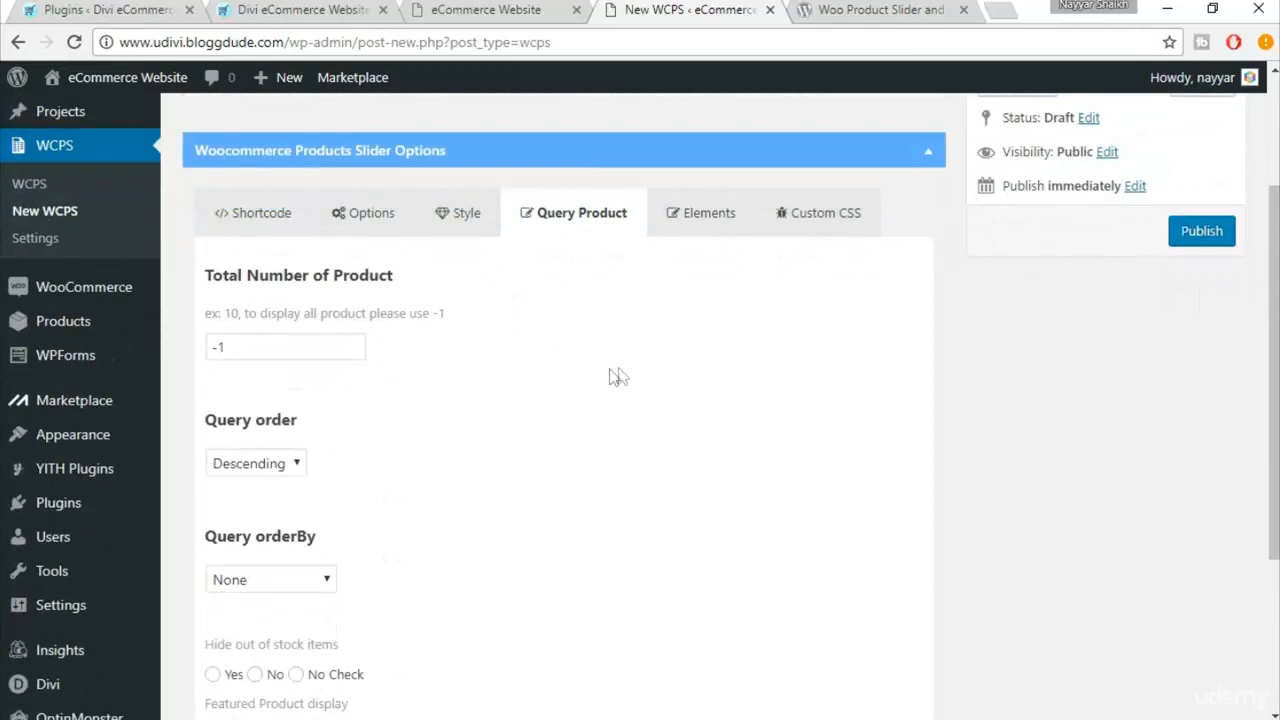 Plugins ‹ Divi eCommerc
Divi eCommerce Website
eCommerce Website
New WCPS ‹ eCommerce
Woo Product Slider and
Nayyar Shaikh
www.udivi.bloggdude.com/wp-admin/post-new.php?post_type=wcps
eCommerce Website
0
New
Marketplace
Howdy, nayyar
Projects
WCPS
WCPS
New WCPS
Settings
WooCommerce
Products
WPForms
Marketplace
Appearance
YITH Plugins
Plugins
Users
Tools
Settings
Insights
Divi
OptinMonster
Woocommerce Products Slider Options
Shortcode
Options
Style
Query Product
Elements
Custom CSS
Total Number of Product
ex: 10, to display all product please use -1
-1
Query order
Descending
Query orderBy
None
Hide out of stock items
Yes No No Check
Featured Product display
Status: Draft Edit
Visibility: Public Edit
Publish immediately Edit
Publish
udemy